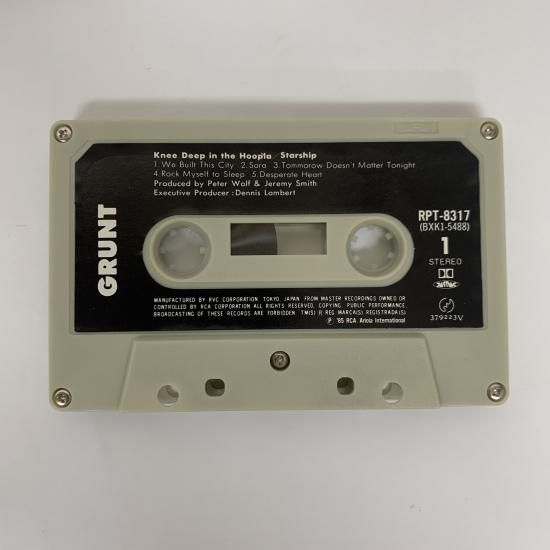 Knee Deep in the Hoopla / Starship
1. We Built This City 2. Sara 3. Tommorow Doesn't Matter Tonight
4. Rock Myself to Sleep 5. Desperate Heart
Produced by Peter Wolf & Jeremy Smith
Executive Producer : Dennis Lambert
GRUNT
RPT-8317
(BXK1-5488)
1
STEREO
MANUFACTURED BY RVC CORPORATION, TOKYO, JAPAN. FROM MASTER RECORDINGS OWNED OR
CONTROLLED BY RCA CORPORATION ALL RIGHTS RESERVED. COPYING, PUBLIC PERFORMANCE,
BROADCASTING OF THESE RECORDS ARE FORBIDDEN. TM(S) ® REG MARCA(S) REGISTRADA(S)
Ⓟ '85 RCA Ariola International
379223V